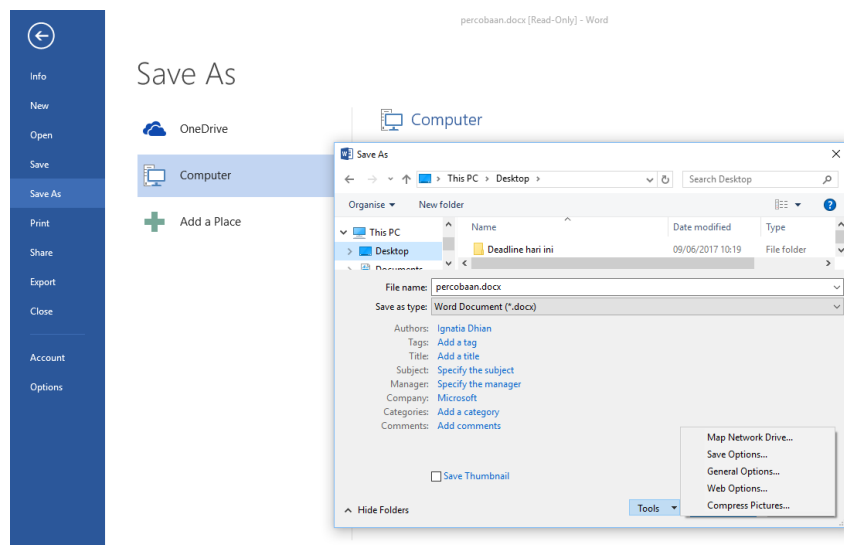 percobaan.docx [Read-Only] - Word
Info
New
Open
Save
Save As
Print
Share
Export
Close
Account
Options
Save As
OneDrive
Computer
Add a Place
Computer
Save As
This PC > Desktop >
Search Desktop
Organise
New folder
This PC
Desktop
Documents
Name
Date modified
Type
Deadline hari ini
09/06/2017 10:19
File folder
File name: percobaan.docx
Save as type: Word Document (*.docx)
Authors: Ignatia Dhian
Tags: Add a tag
Title: Add a title
Subject: Specify the subject
Manager: Specify the manager
Company: Microsoft
Categories: Add a category
Comments: Add comments
Save Thumbnail
Hide Folders
Tools
Map Network Drive...
Save Options...
General Options...
Web Options...
Compress Pictures...